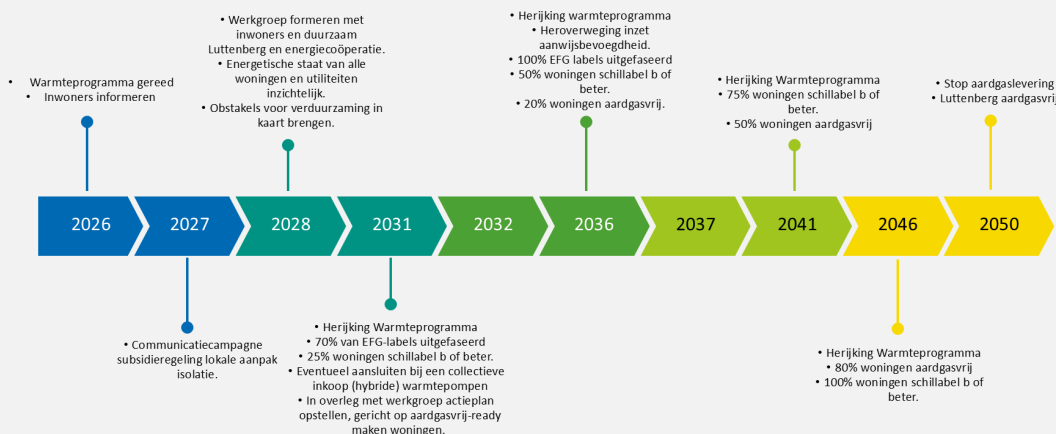 • Warmteprogramma gereed
• Inwoners informeren
• Werkgroep formeren met
inwoners en duurzaam
Luttenberg en energiecoöperatie.
• Energetische staat van alle
woningen en utiliteiten
inzichtelijk.
• Obstakels voor verduurzaming in
kaart brengen.
• Herijking warmteprogramma
• Heroverweging inzet
aanwijsbevoegdheid.
• 100% EFG labels uitgefaseerd
• 50% woningen schillabel b of
beter.
• 20% woningen aardgasvrij.
• Herijking Warmteprogramma
• 75% woningen schillabel b of
beter.
• 50% woningen aardgasvrij
• Stop aardgaslevering
• Luttenberg aardgasvrij
2026
2027
2028
2031
2032
2036
2037
2041
2046
2050
• Communicatiecampagne
subsidieregeling lokale aanpak
isolatie.
• Herijking Warmteprogramma
• 70% van EFG-labels uitgefaseerd
• 25% woningen schillabel b of beter.
• Eventueel aansluiten bij een collectieve
inkoop (hybride) warmtepompen
• In overleg met werkgroep actieplan
opstellen, gericht op aardgasvrij-ready
maken woningen.
• Herijking Warmteprogramma
• 80% woningen aardgasvrij
• 100% woningen schillabel b of
beter.